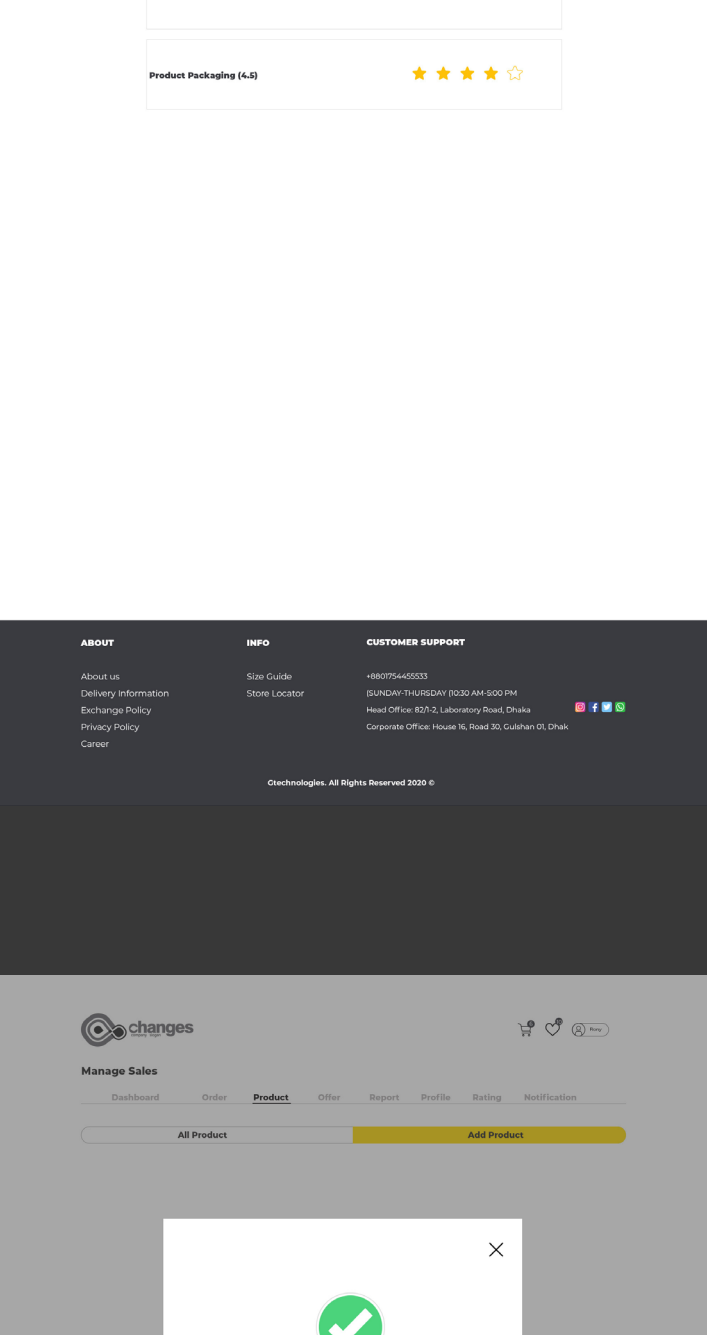 Product Packaging (4.5)
ABOUT
About us
Delivery Information
Exchange Policy
Privacy Policy
Career
INFO
Size Guide
Store Locator
CUSTOMER SUPPORT
+8801754455533
(SUNDAY-THURSDAY (10:30 AM-5:00 PM
Head Office: 82/1-2, Laboratory Road, Dhaka
Corporate Office: House 16, Road 30, Gulshan 01, Dhak
Gtechnologies. All Rights Reserved 2020 ©
changes
Rony
Manage Sales
Dashboard Order Product Offer Report Profile Rating Notification
All Product Add Product